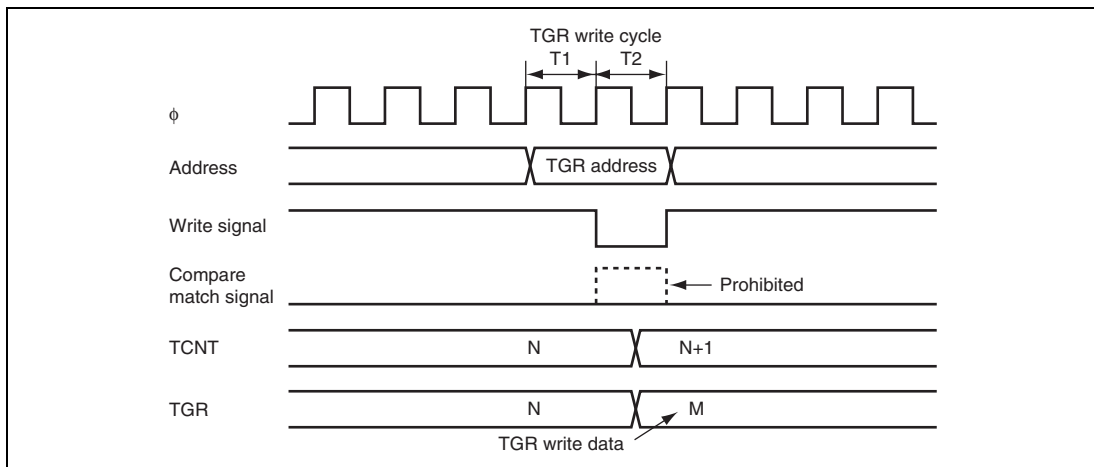 TGR write cycle
T1 T2
ϕ
Address
TGR address
Write signal
Compare
match signal
Prohibited
TCNT
N
N+1
TGR
N
M
TGR write data